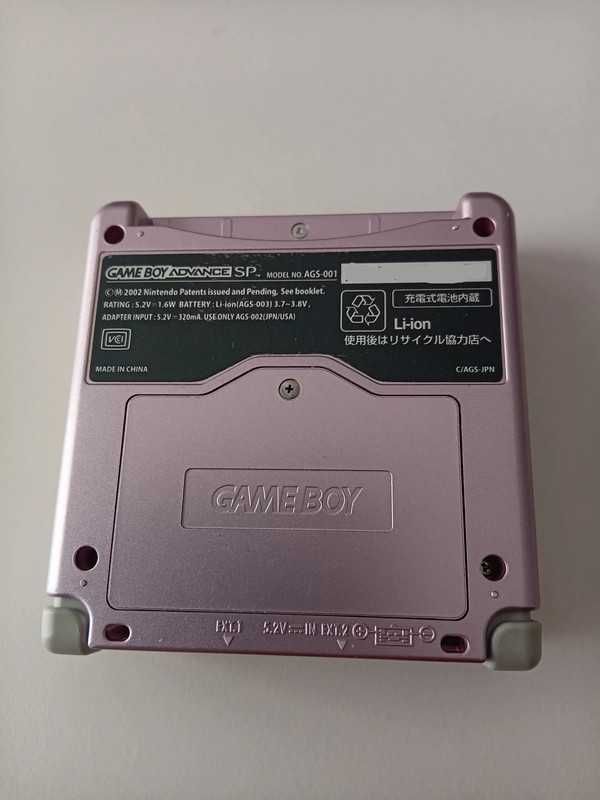 GAME BOY ADVANCE SP™ MODEL NO. AGS-001
©Ⓜ 2002 Nintendo Patents issued and Pending. See booklet.
RATING : 5.2V⎓1.6W BATTERY : Li-ion(AGS-003) 3.7~3.8V ,
ADAPTER INPUT : 5.2V⎓320mA. USE ONLY AGS-002(JPN/USA)
VCI
MADE IN CHINA
充電式電池内蔵
Li-ion
使用後はリサイクル協力店へ
C/AGS-JPN
GAME BOY
EXT.1 5.2V⎓IN EXT.2